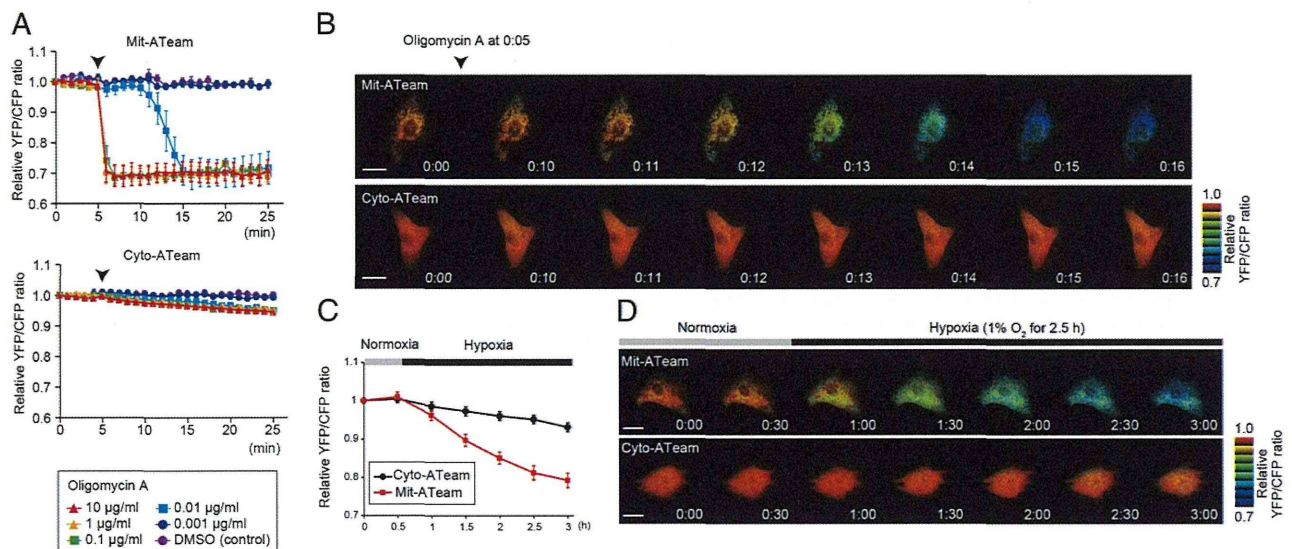 A
Mit-ATeam
Relative YFP/CFP ratio
1.1
1.0
0.9
0.8
0.7
0.6
0 5 10 15 20 25
(min)
Cyto-ATeam
Relative YFP/CFP ratio
1.1
1.0
0.9
0.8
0.7
0.6
0 5 10 15 20 25
(min)
Oligomycin A
10 µg/ml
1 µg/ml
0.1 µg/ml
0.01 µg/ml
0.001 µg/ml
DMSO (control)
B
Oligomycin A at 0:05
Mit-ATeam
0:00 0:10 0:11 0:12 0:13 0:14 0:15 0:16
Cyto-ATeam
0:00 0:10 0:11 0:12 0:13 0:14 0:15 0:16
1.0
Relative
YFP/CFP ratio
0.7
C
Normoxia Hypoxia
Relative YFP/CFP ratio
1.1
1
0.9
0.8
0.7
Cyto-ATeam
Mit-ATeam
0 0.5 1 1.5 2 2.5 3 (h)
D
Normoxia Hypoxia (1% O₂ for 2.5 h)
Mit-ATeam
0:00 0:30 1:00 1:30 2:00 2:30 3:00
Cyto-ATeam
0:00 0:30 1:00 1:30 2:00 2:30 3:00
1.0
Relative
YFP/CFP ratio
0.7